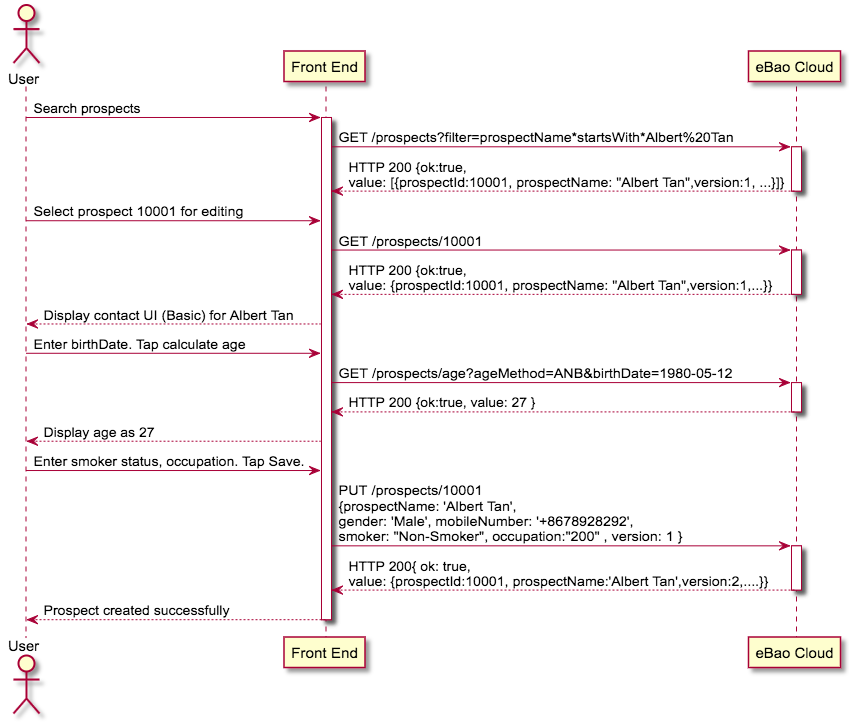 User
Front End
eBao Cloud
Search prospects
GET /prospects?filter=prospectName*startsWith*Albert%20Tan
HTTP 200 {ok:true,
value: [{prospectId:10001, prospectName: "Albert Tan",version:1, ...}]}
Select prospect 10001 for editing
GET /prospects/10001
HTTP 200 {ok:true,
value: {prospectId:10001, prospectName: "Albert Tan",version:1,...}}
Display contact UI (Basic) for Albert Tan
Enter birthDate. Tap calculate age
GET /prospects/age?ageMethod=ANB&birthDate=1980-05-12
HTTP 200 {ok:true, value: 27 }
Display age as 27
Enter smoker status, occupation. Tap Save.
PUT /prospects/10001
{prospectName: 'Albert Tan',
gender: 'Male', mobileNumber: '+8678928292',
smoker: "Non-Smoker", occupation:"200" , version: 1 }
HTTP 200{ ok: true,
value: {prospectId:10001, prospectName:'Albert Tan',version:2,....}}
Prospect created successfully
User
Front End
eBao Cloud